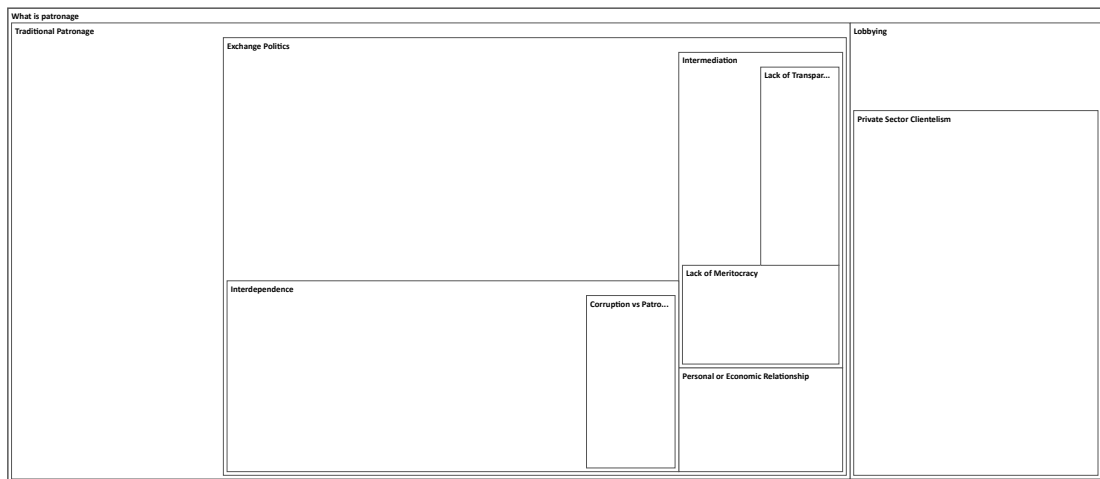 What is patronage
Traditional Patronage
Lobbying
Exchange Politics
Intermediation
Lack of Transpar...
Private Sector Clientelism
Lack of Meritocracy
Interdependence
Corruption vs Patro...
Personal or Economic Relationship